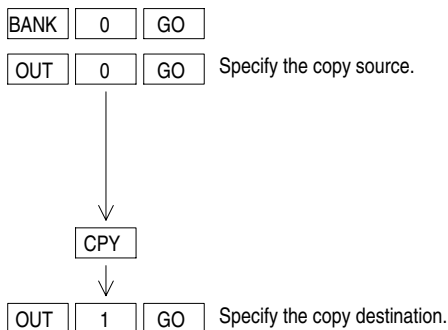 BANK 0 GO
OUT 0 GO Specify the copy source.
CPY
OUT 1 GO Specify the copy destination.